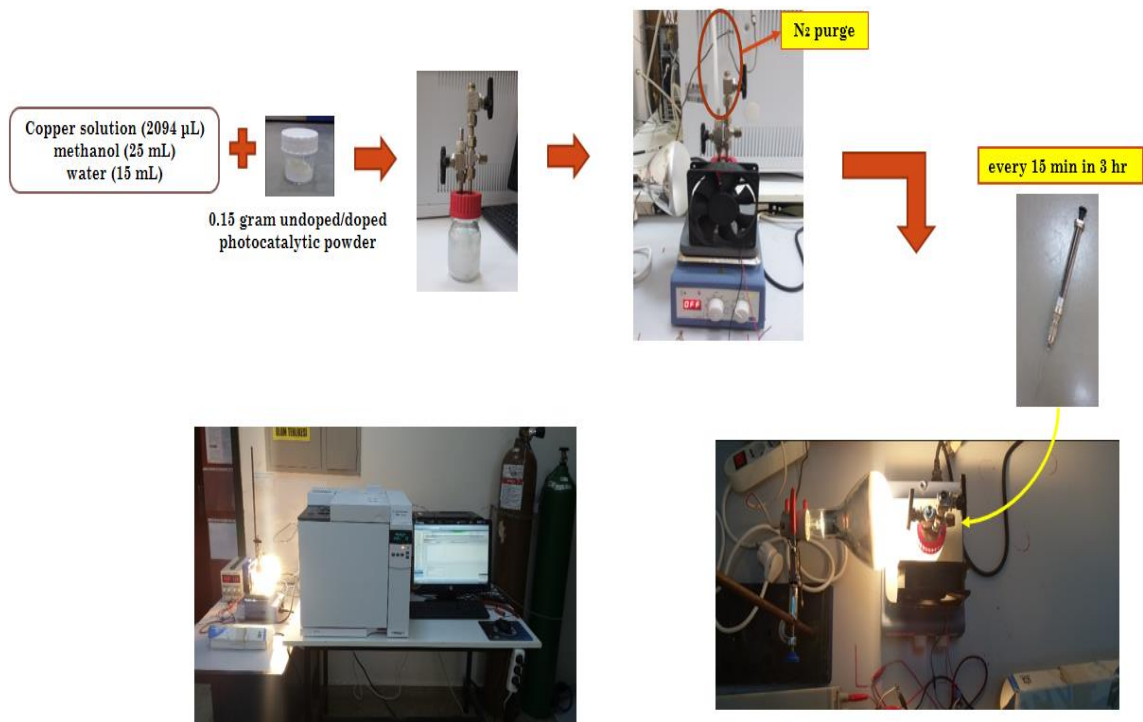 Copper solution (2094 µL)
methanol (25 mL)
water (15 mL)
0.15 gram undoped/doped
photocatalytic powder
N₂ purge
OFF
every 15 min in 3 hr